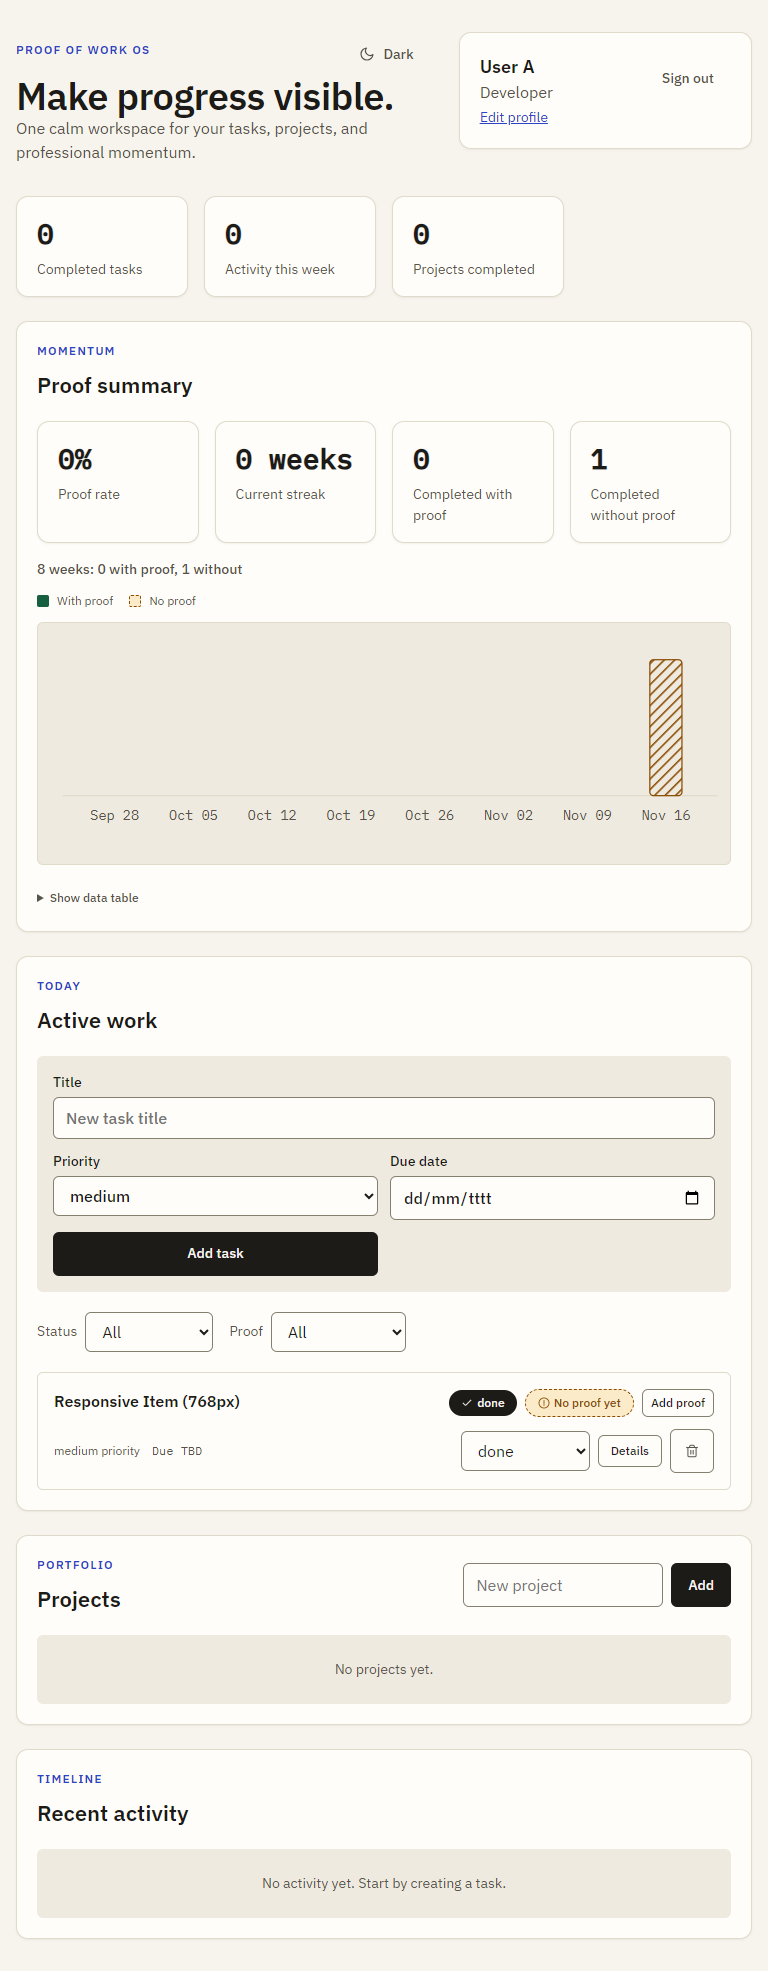 PROOF OF WORK OS
Dark
Make progress visible.
One calm workspace for your tasks, projects, and
professional momentum.
User A
Developer
Edit profile
Sign out
0
Completed tasks
0
Activity this week
0
Projects completed
MOMENTUM
Proof summary
0%
Proof rate
0 weeks
Current streak
0
Completed with
proof
1
Completed
without proof
8 weeks: 0 with proof, 1 without
With proof
No proof
Sep 28
Oct 05
Oct 12
Oct 19
Oct 26
Nov 02
Nov 09
Nov 16
Show data table
TODAY
Active work
Title
New task title
Priority
Due date
medium
dd/mm/tttt
Add task
Status
All
Proof
All
Responsive Item (768px)
done
No proof yet
Add proof
medium priority
Due TBD
done
Details
PORTFOLIO
Projects
New project
Add
No projects yet.
TIMELINE
Recent activity
No activity yet. Start by creating a task.